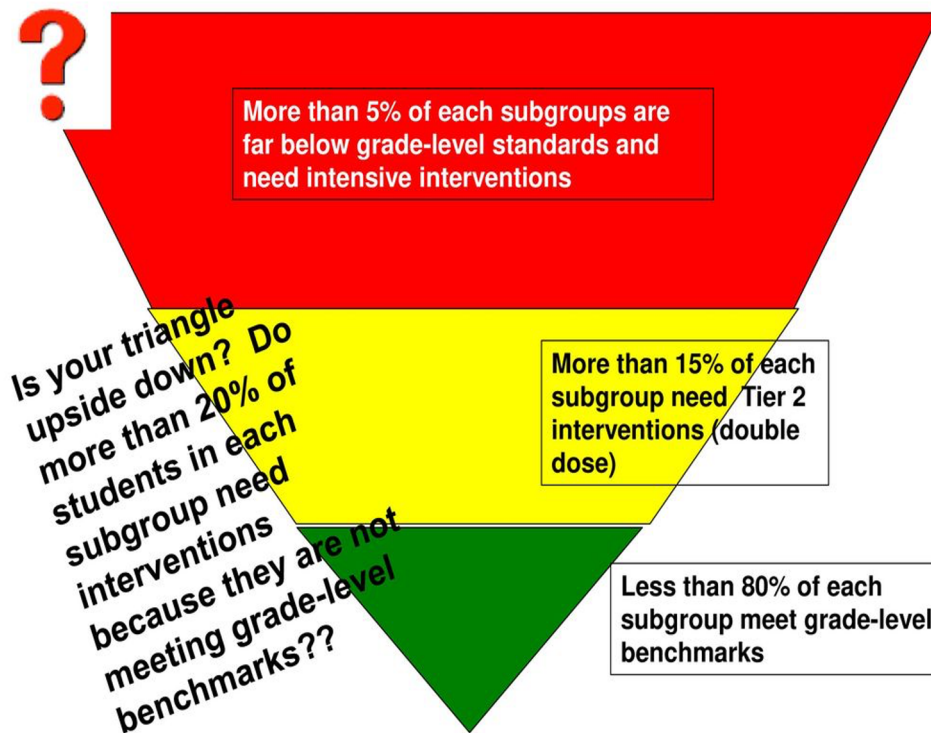 ?
More than 5% of each subgroups are
far below grade-level standards and
need intensive interventions
Is your triangle
upside down? Do
more than 20% of
students in each
subgroup need
interventions
because they are not
meeting grade-level
benchmarks??
More than 15% of each
subgroup need Tier 2
interventions (double
dose)
Less than 80% of each
subgroup meet grade-level
benchmarks